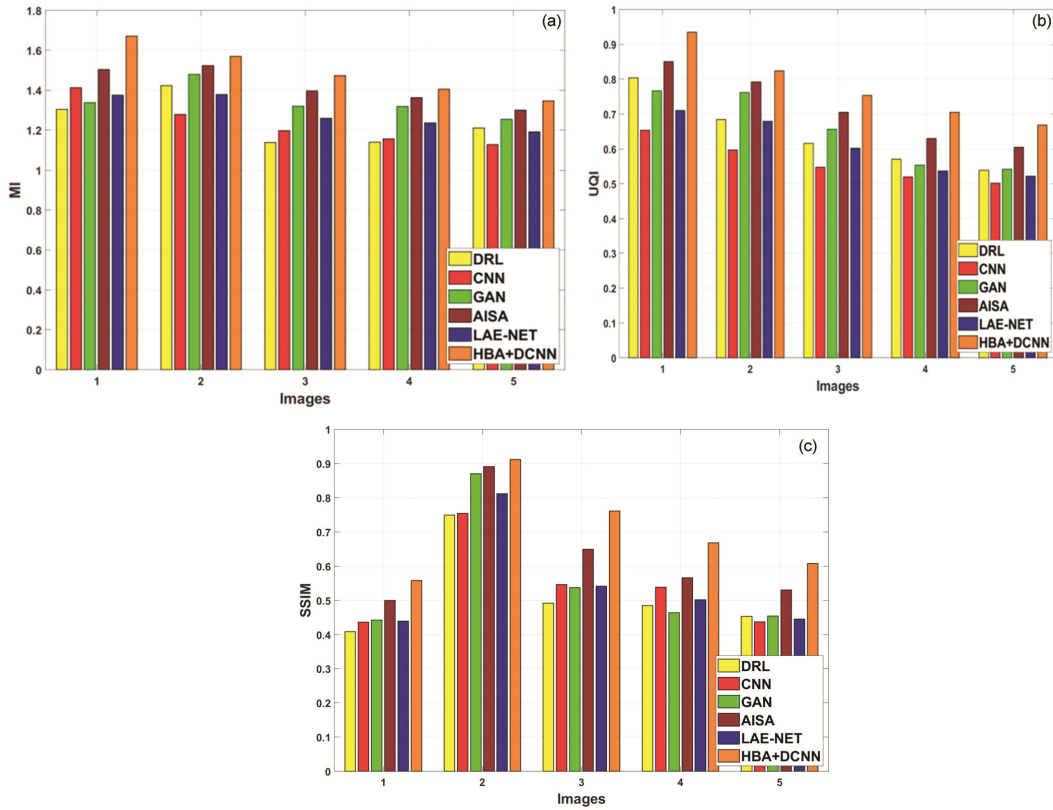 (a)
1.8
1.6
1.4
1.2
1
0.8
0.6
0.4
0.2
0
MI
1 2 3 4 5
Images
DRL
CNN
GAN
AISA
LAE-NET
HBA+DCNN
(b)
1
0.9
0.8
0.7
0.6
0.5
0.4
0.3
0.2
0.1
0
UQI
1 2 3 4 5
Images
DRL
CNN
GAN
AISA
LAE-NET
HBA+DCNN
(c)
1
0.9
0.8
0.7
0.6
0.5
0.4
0.3
0.2
0.1
0
SSIM
1 2 3 4 5
Images
DRL
CNN
GAN
AISA
LAE-NET
HBA+DCNN